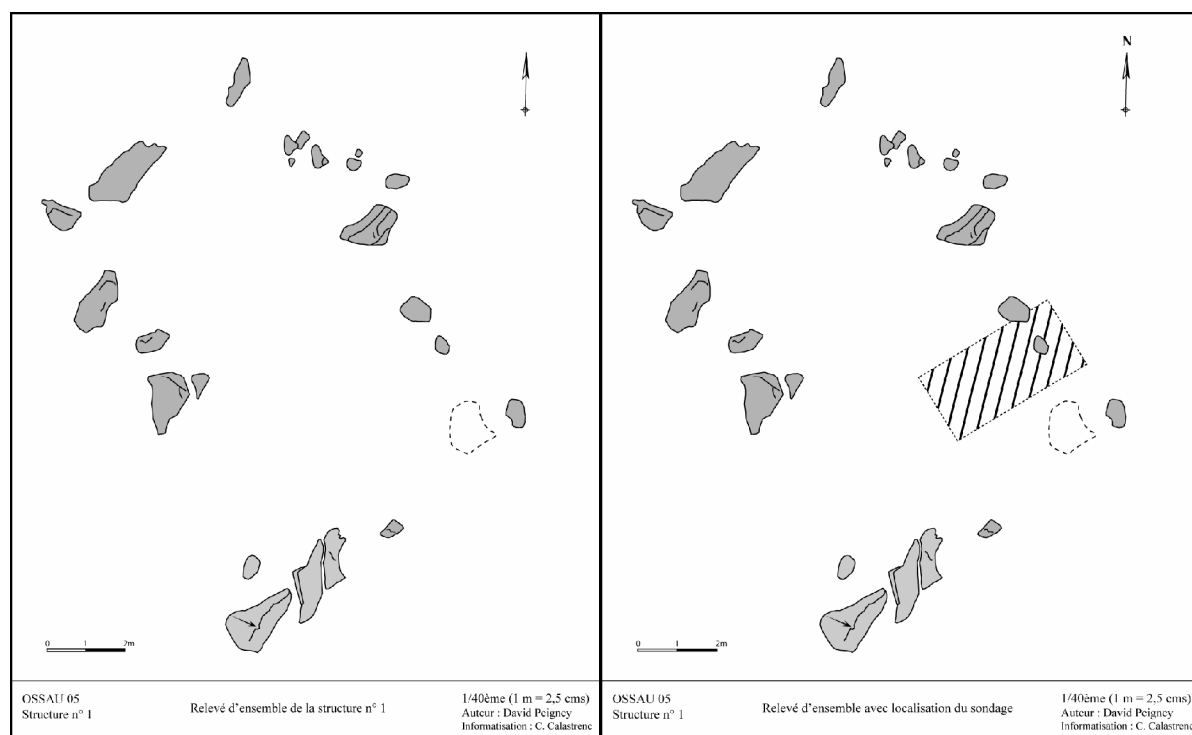 N
0 1 2m
0 1 2m
OSSAU 05
Structure n° 1
Relevé d'ensemble de la structure n° 1
1/40ème (1 m = 2,5 cms)
Auteur : David Peigney
Informatisation : C. Calastrenc
OSSAU 05
Structure n° 1
Relevé d'ensemble avec localisation du sondage
1/40ème (1 m = 2,5 cms)
Auteur : David Peigney
Informatisation : C. Calastrenc